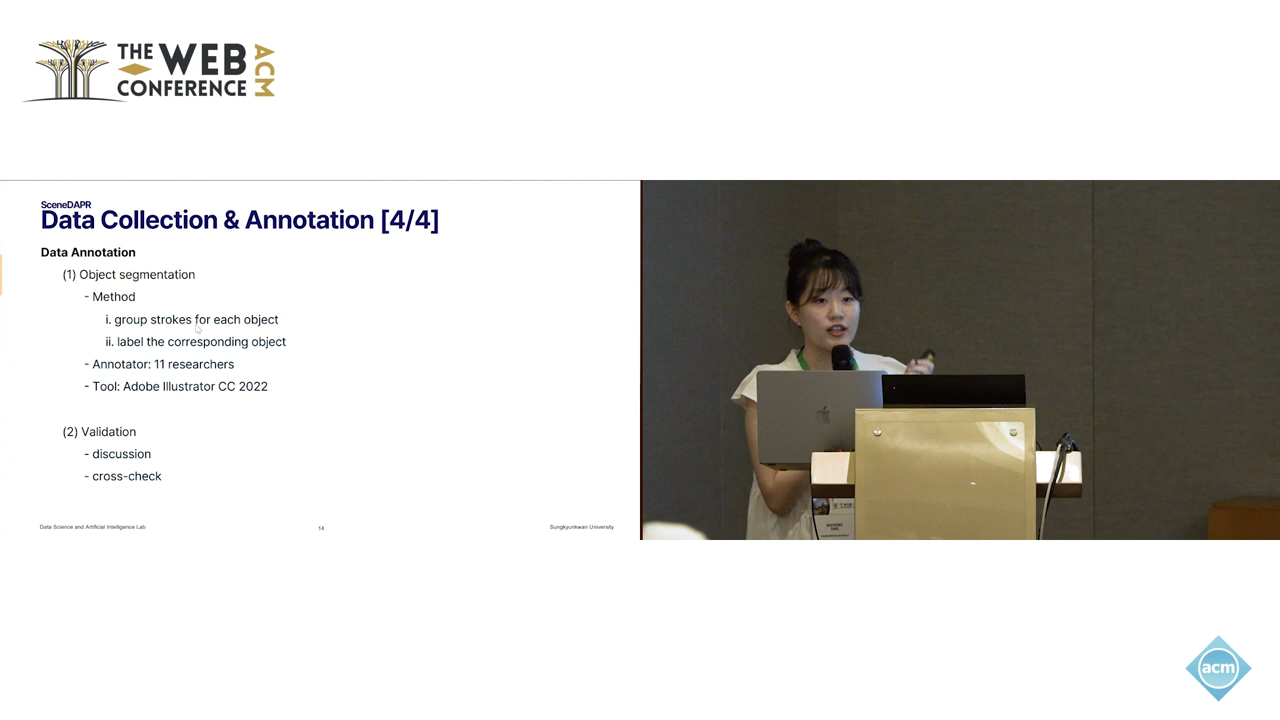 THE WEB
CONFERENCE
ACM
SceneDAPR
Data Collection & Annotation [4/4]
Data Annotation
(1) Object segmentation
- Method
i. group strokes for each object
ii. label the corresponding object
- Annotator: 11 researchers
- Tool: Adobe Illustrator CC 2022
(2) Validation
- discussion
- cross-check
Data Science and Artificial Intelligence Lab
14
Sungkyunkwan University
acm